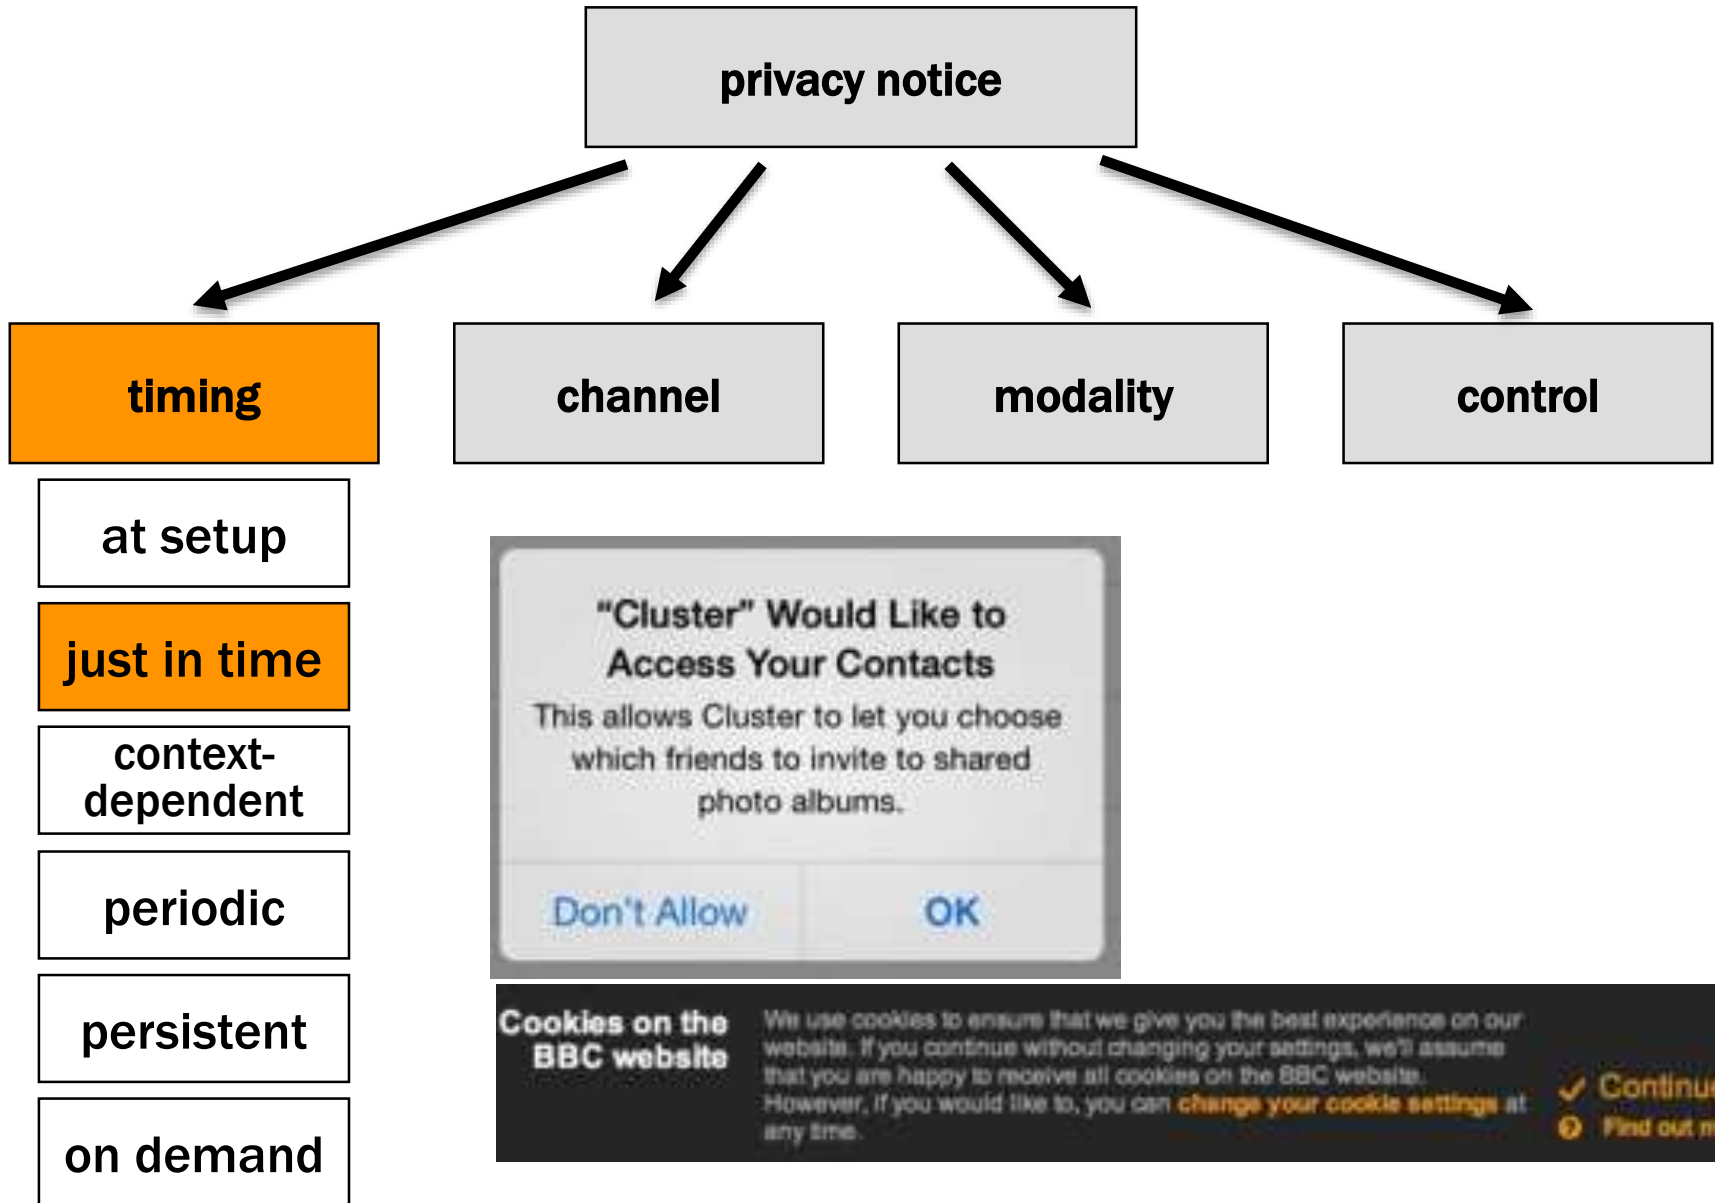 privacy notice
timing
channel
modality
control
at setup
just in time
context-
dependent
periodic
persistent
on demand
“Cluster” Would Like to
Access Your Contacts
This allows Cluster to let you choose
which friends to invite to shared
photo albums.
Don't Allow
OK
Cookies on the
BBC website
We use cookies to ensure that we give you the best experience on our
website. If you continue without changing your settings, we'll assume
that you are happy to receive all cookies on the BBC website.
However, if you would like to, you can change your cookie settings at
any time.
Continue
Find out